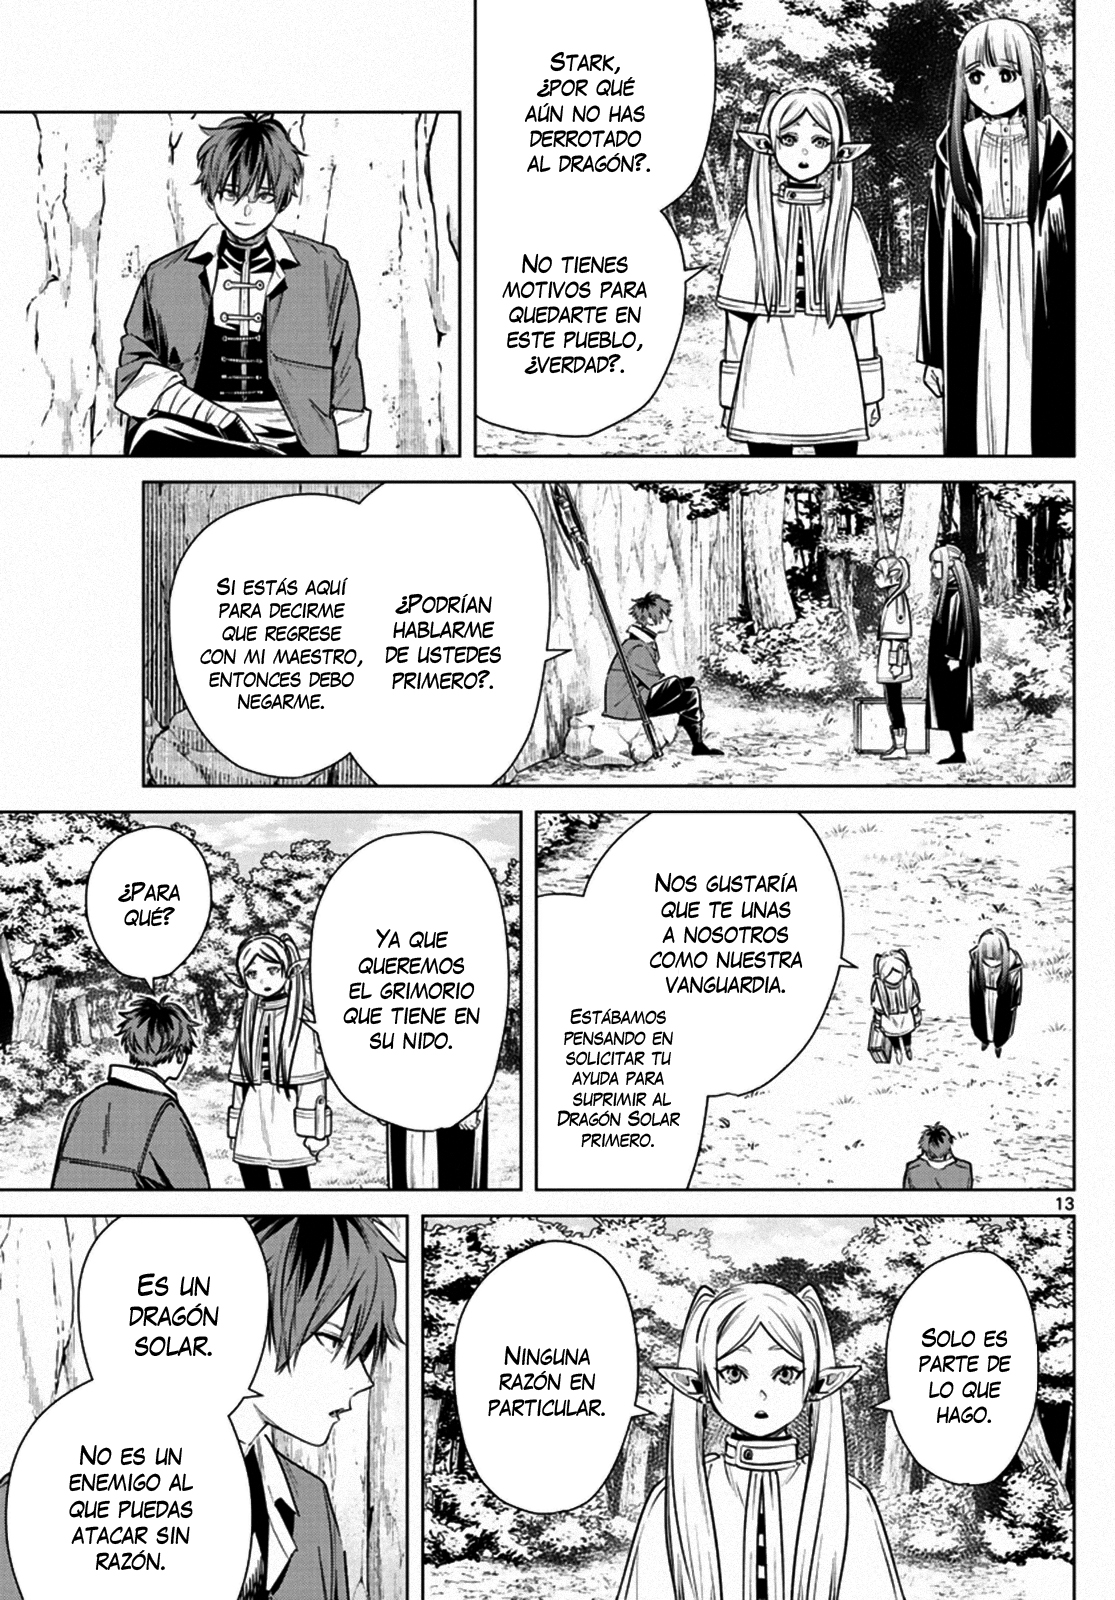 STARK,
¿POR QUÉ
AÚN NO HAS
DERROTADO
AL DRAGÓN?.
NO TIENES
MOTIVOS PARA
QUEDARTE EN
ESTE PUEBLO,
¿VERDAD?.
¿PODRÍAN
HABLARME
DE USTEDES
PRIMERO?.
SI ESTÁS AQUÍ
PARA DECIRME
QUE REGRESE
CON MI MAESTRO,
ENTONCES DEBO
NEGARME.
NOS GUSTARÍA
QUE TE UNAS
A NOSOTROS
COMO NUESTRA
VANGUARDIA.
ESTÁBAMOS
PENSANDO EN
SOLICITAR TU
AYUDA PARA
SUPRIMIR AL
DRAGÓN SOLAR
PRIMERO.
YA QUE
QUEREMOS
EL GRIMORIO
QUE TIENE EN
SU NIDO.
¿PARA
QUÉ?
13
SOLO ES
PARTE DE
LO QUE
HAGO.
NINGUNA
RAZÓN EN
PARTICULAR.
ES UN
DRAGÓN
SOLAR.
NO ES UN
ENEMIGO AL
QUE PUEDAS
ATACAR SIN
RAZÓN.